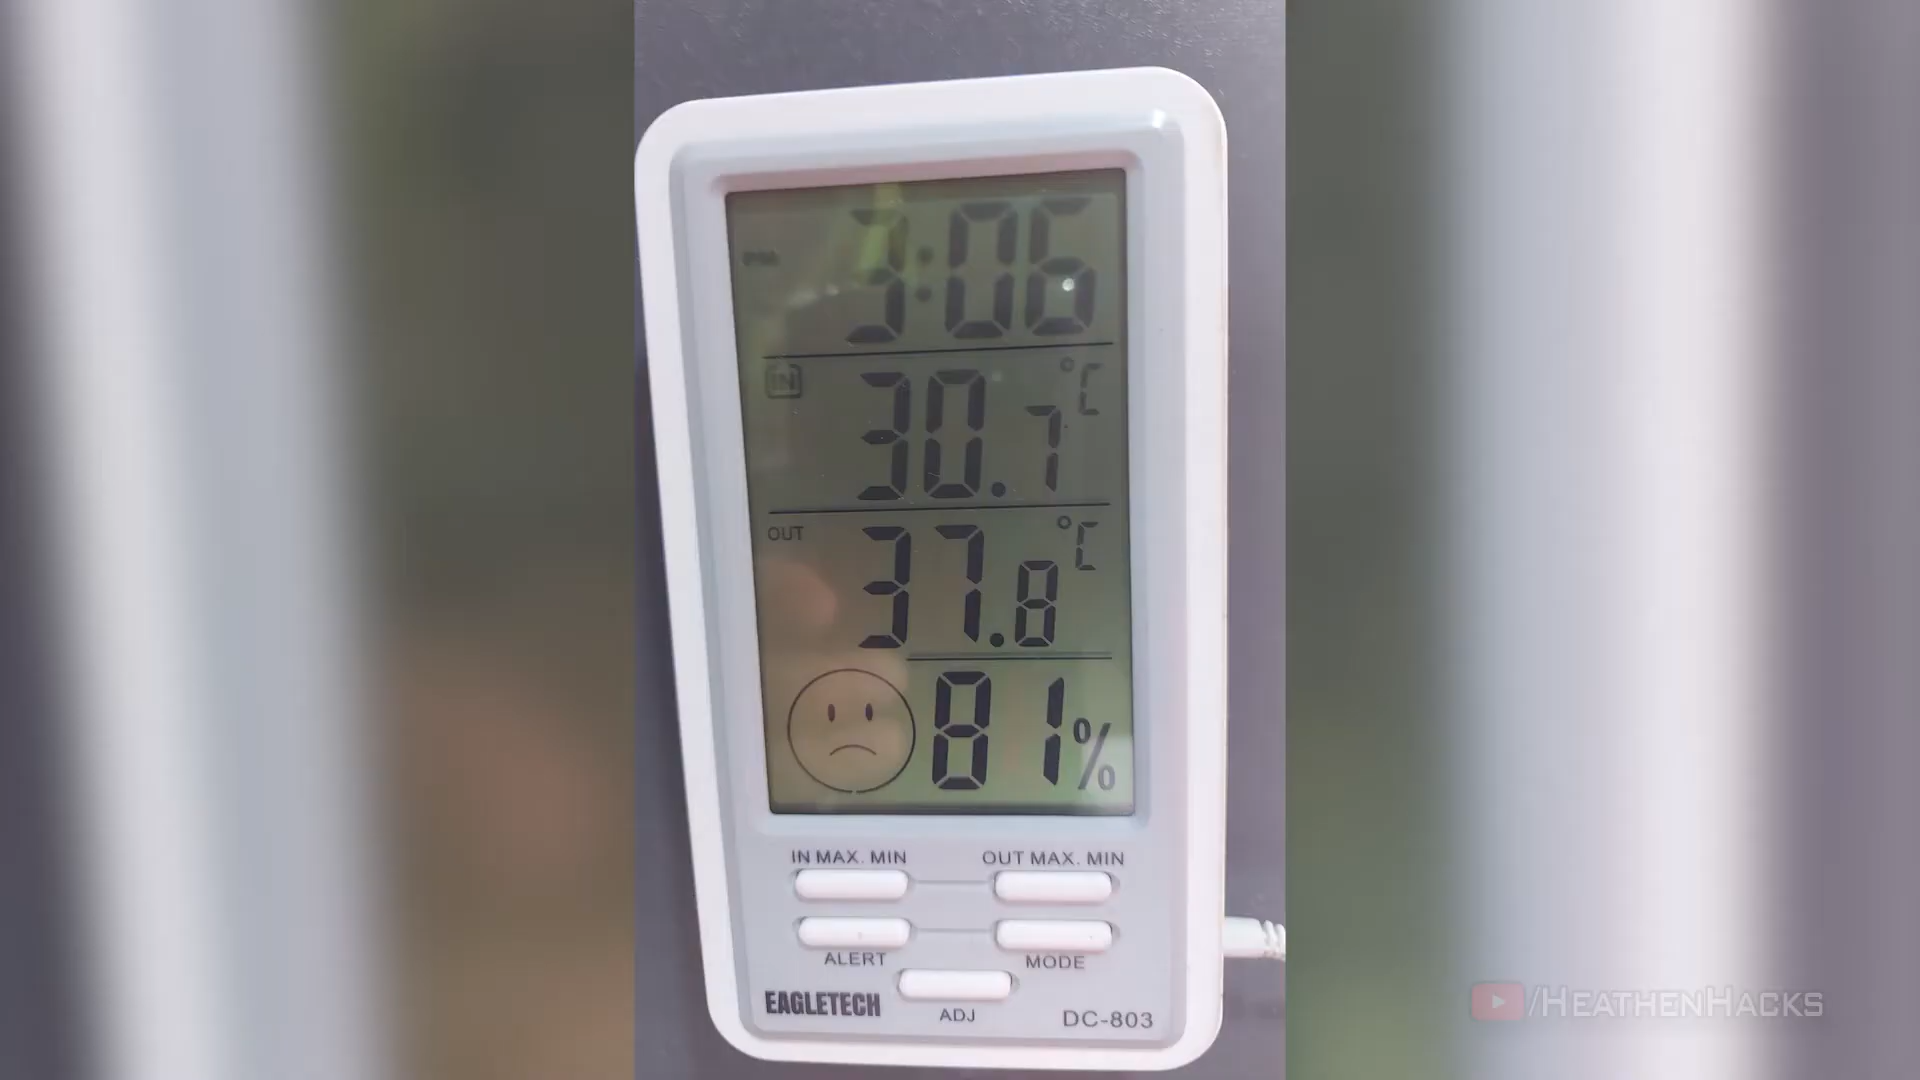 PM 3:06
IN 30.7 °C
OUT 37.8 °C
81%
IN MAX. MIN OUT MAX. MIN
ALERT MODE
ADJ
EAGLETECH DC-803
/HEATHENHACKS